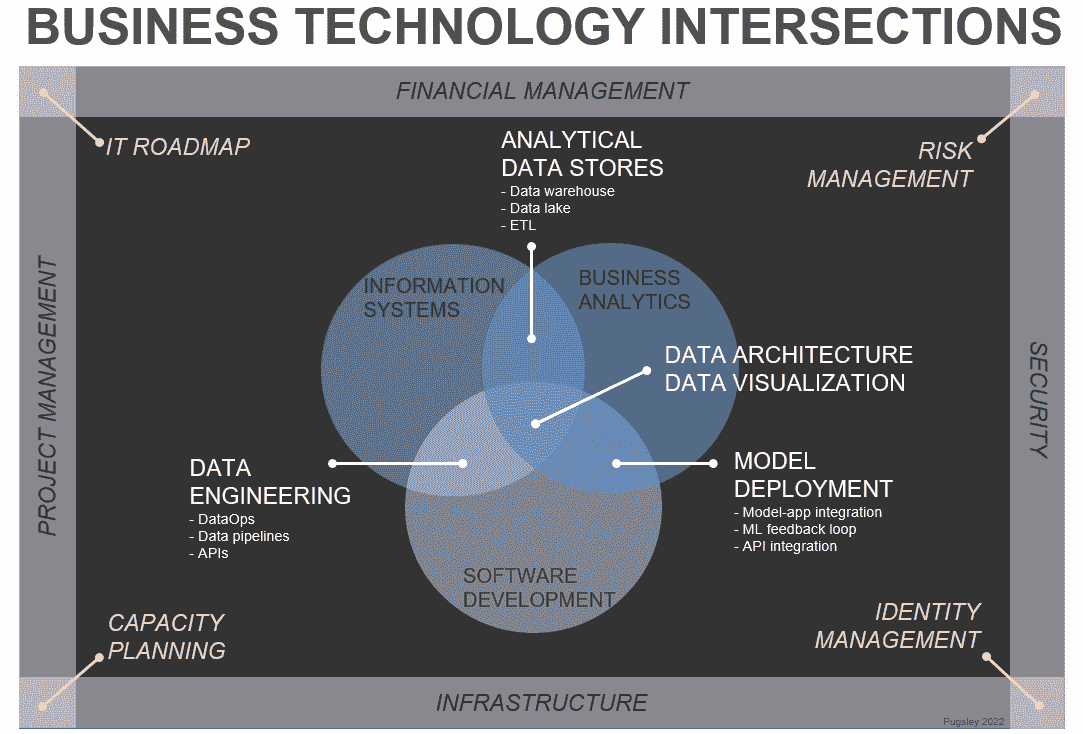 BUSINESS TECHNOLOGY INTERSECTIONS
FINANCIAL MANAGEMENT
IT ROADMAP
RISK
MANAGEMENT
ANALYTICAL
DATA STORES
- Data warehouse
- Data lake
- ETL
INFORMATION
SYSTEMS
BUSINESS
ANALYTICS
PROJECT MANAGEMENT
SECURITY
DATA ARCHITECTURE
DATA VISUALIZATION
DATA
ENGINEERING
- DataOps
- Data pipelines
- APIs
MODEL
DEPLOYMENT
- Model-app integration
- ML feedback loop
- API integration
SOFTWARE
DEVELOPMENT
CAPACITY
PLANNING
IDENTITY
MANAGEMENT
INFRASTRUCTURE
Pugsley 2022